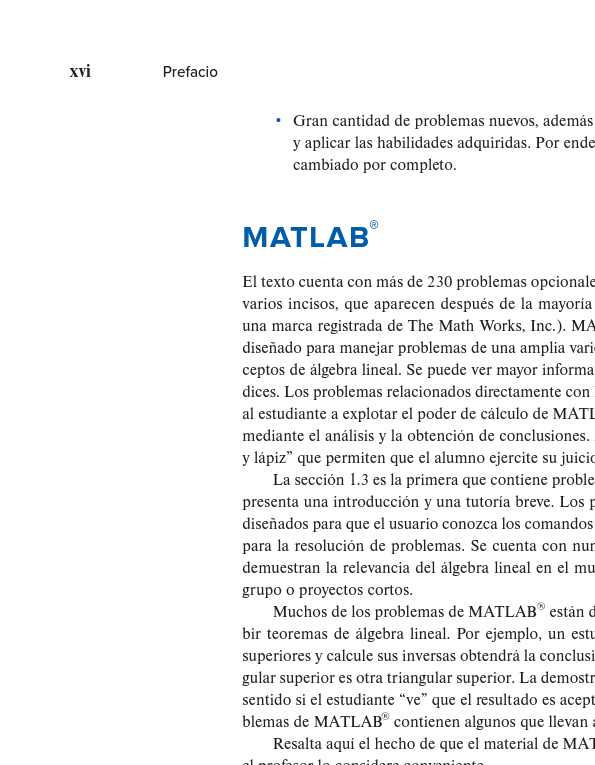 xvi Prefacio
• Gran cantidad de problemas nuevos, además
y aplicar las habilidades adquiridas. Por ende
cambiado por completo.
MATLAB®
El texto cuenta con más de 230 problemas opcionale
varios incisos, que aparecen después de la mayoría
una marca registrada de The Math Works, Inc.). MA
diseñado para manejar problemas de una amplia vari
ceptos de álgebra lineal. Se puede ver mayor informa
dices. Los problemas relacionados directamente con
al estudiante a explotar el poder de cálculo de MATL
mediante el análisis y la obtención de conclusiones.
y lápiz” que permiten que el alumno ejercite su juicio
La sección 1.3 es la primera que contiene proble
presenta una introducción y una tutoría breve. Los p
diseñados para que el usuario conozca los comandos
para la resolución de problemas. Se cuenta con nu
demuestran la relevancia del álgebra lineal en el mu
grupo o proyectos cortos.
Muchos de los problemas de MATLAB® están d
bir teoremas de álgebra lineal. Por ejemplo, un estu
superiores y calcule sus inversas obtendrá la conclusi
gular superior es otra triangular superior. La demostr
sentido si el estudiante “ve” que el resultado es acept
blemas de MATLAB® contienen algunos que llevan a
Resalta aquí el hecho de que el material de MAT
el profesor lo considere conveniente.